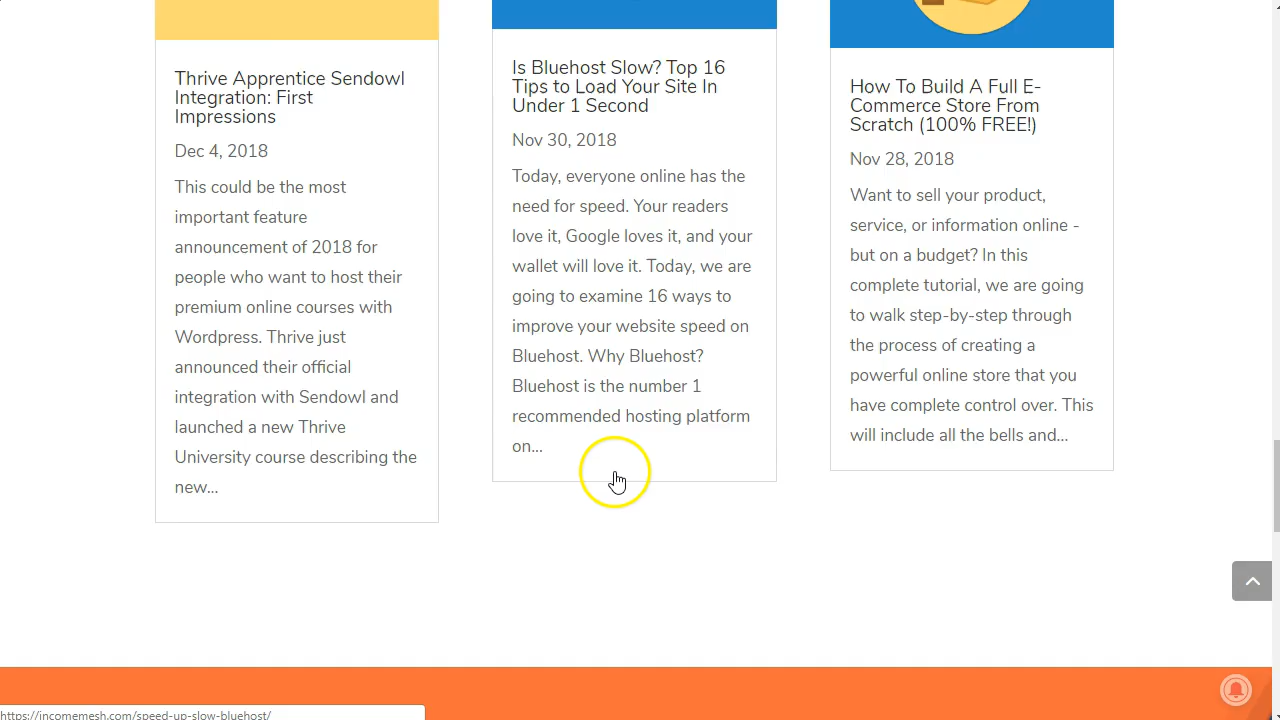 Thrive Apprentice Sendowl
Integration: First
Impressions
Dec 4, 2018
This could be the most
important feature
announcement of 2018 for
people who want to host their
premium online courses with
Wordpress. Thrive just
announced their official
integration with Sendowl and
launched a new Thrive
University course describing the
new...
Is Bluehost Slow? Top 16
Tips to Load Your Site In
Under 1 Second
Nov 30, 2018
Today, everyone online has the
need for speed. Your readers
love it, Google loves it, and your
wallet will love it. Today, we are
going to examine 16 ways to
improve your website speed on
Bluehost. Why Bluehost?
Bluehost is the number 1
recommended hosting platform
on...
How To Build A Full E-
Commerce Store From
Scratch (100% FREE!)
Nov 28, 2018
Want to sell your product,
service, or information online -
but on a budget? In this
complete tutorial, we are going
to walk step-by-step through
the process of creating a
powerful online store that you
have complete control over. This
will include all the bells and...
https://incomemesh.com/speed-up-slow-bluehost/